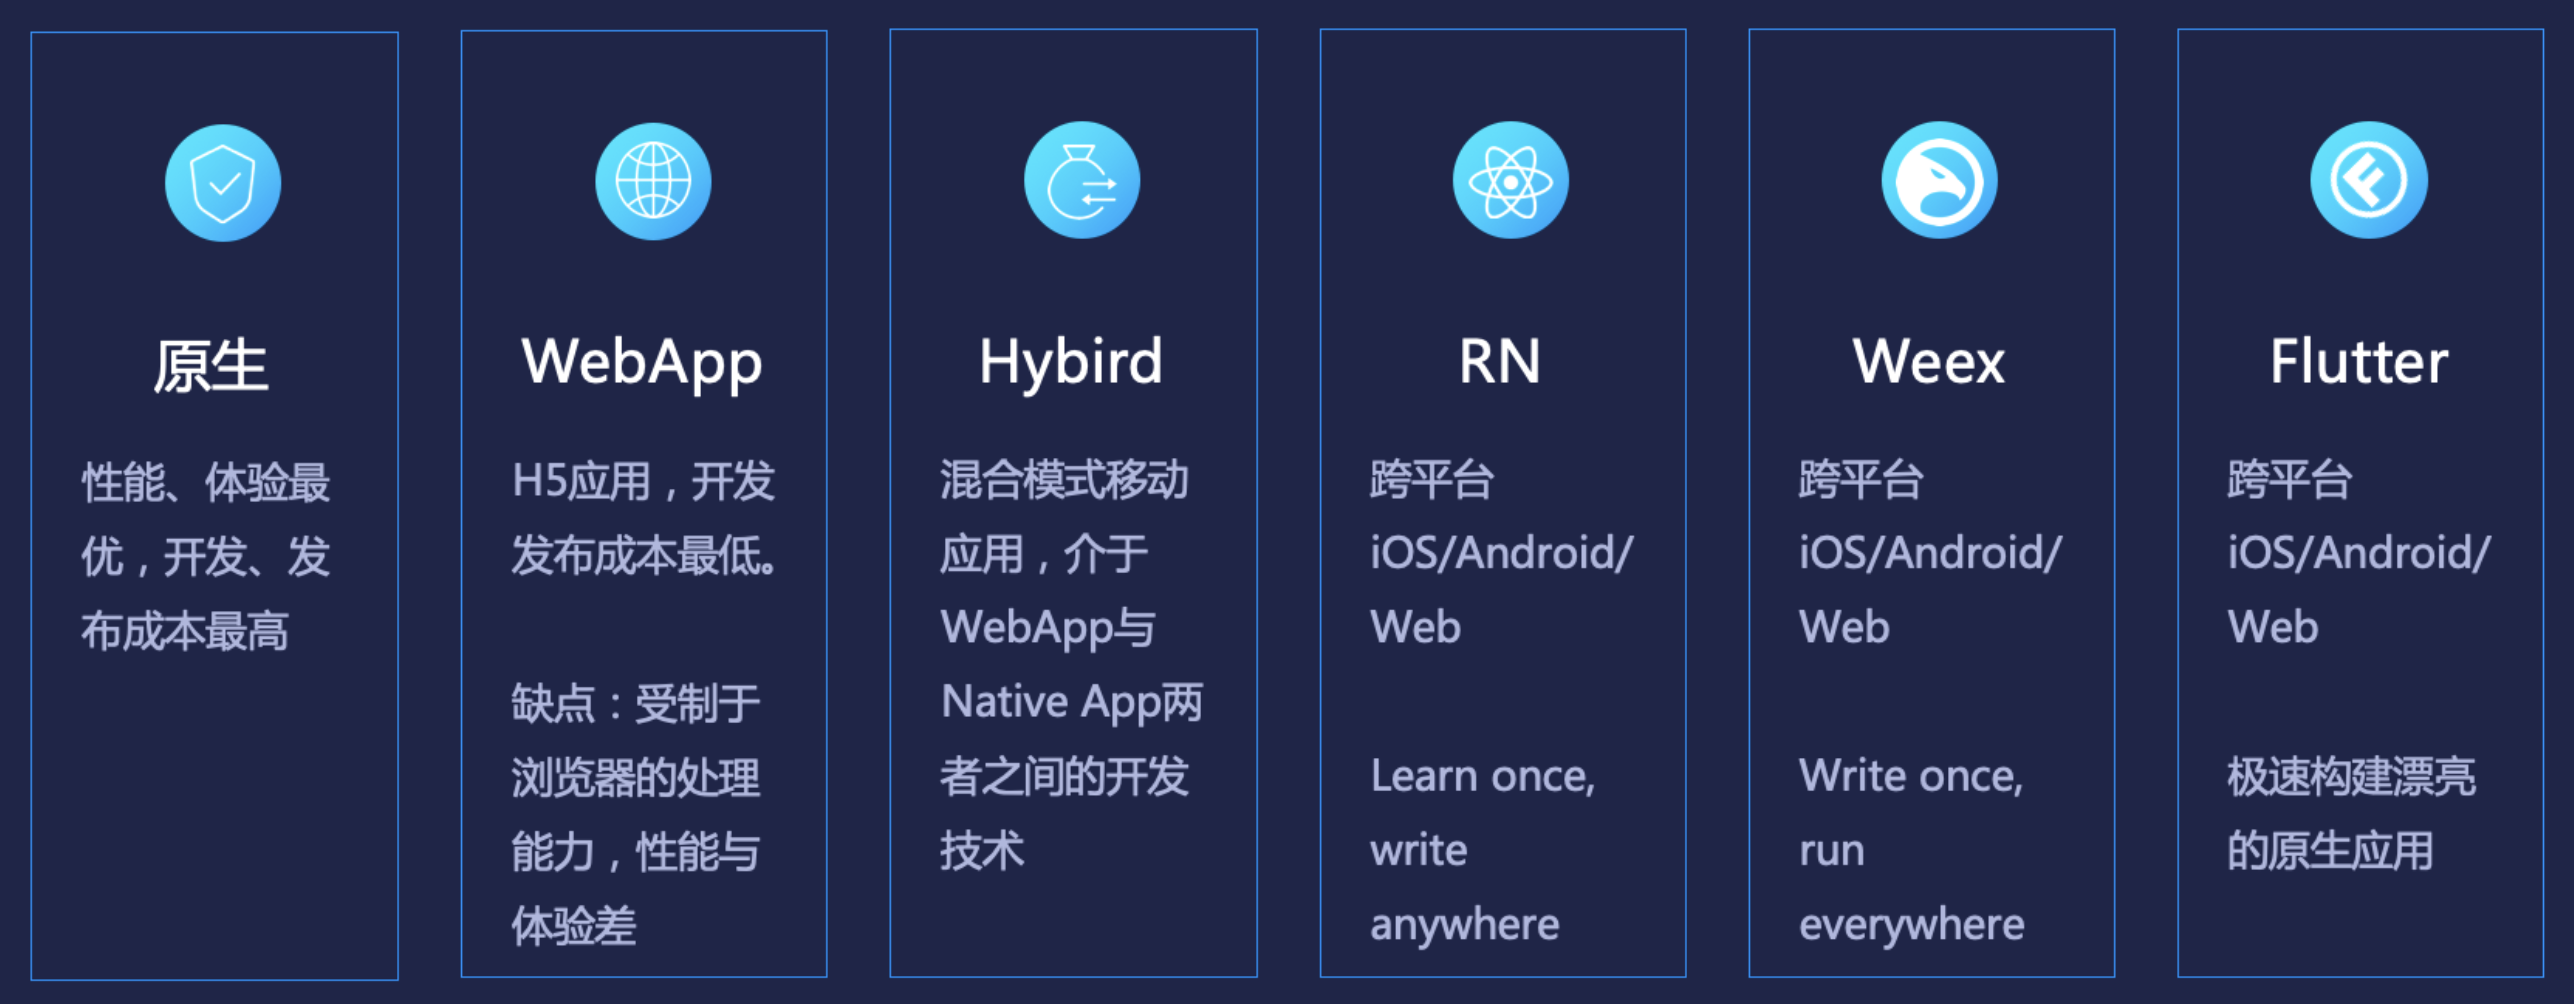 原生
性能、体验最
优，开发、发
布成本最高
WebApp
H5应用，开发
发布成本最低。
缺点：受制于
浏览器的处理
能力，性能与
体验差
Hybird
混合模式移动
应用，介于
WebApp与
Native App两
者之间的开发
技术
RN
跨平台
iOS/Android/
Web
Learn once,
write
anywhere
Weex
跨平台
iOS/Android/
Web
Write once,
run
everywhere
Flutter
跨平台
iOS/Android/
Web
极速构建漂亮
的原生应用